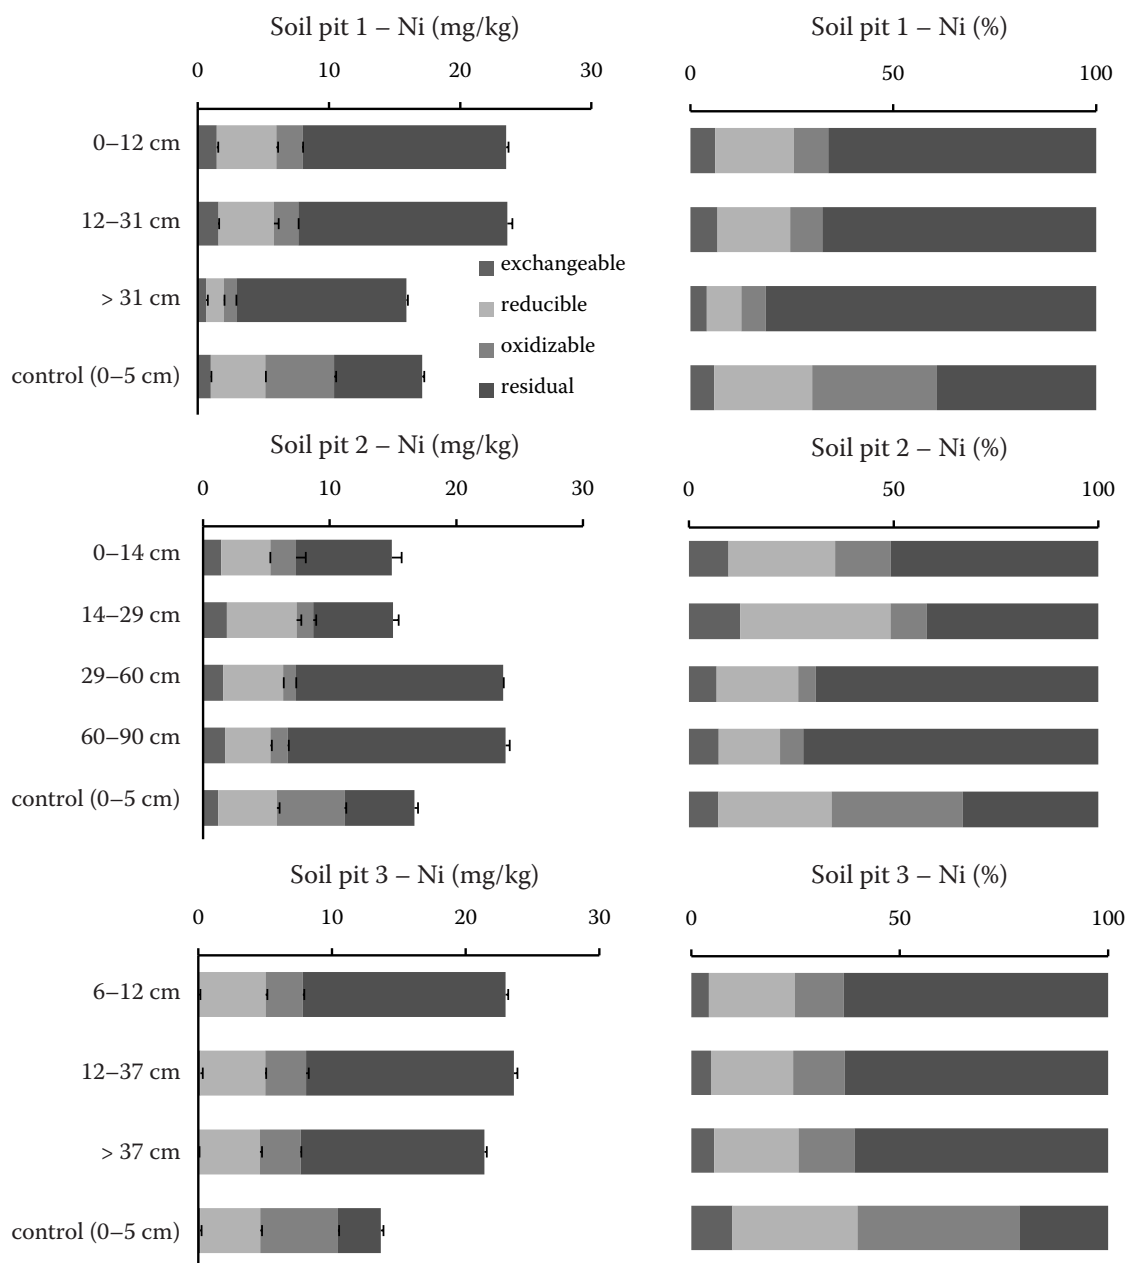 Soil pit 1 – Ni (mg/kg)
0 10 20 30
0–12 cm
12–31 cm
> 31 cm
control (0–5 cm)
excheangeable
reducible
oxidizable
residual
Soil pit 1 – Ni (%)
0 50 100
Soil pit 2 – Ni (mg/kg)
0 10 20 30
0–14 cm
14–29 cm
29–60 cm
60–90 cm
control (0–5 cm)
Soil pit 2 – Ni (%)
0 50 100
Soil pit 3 – Ni (mg/kg)
0 10 20 30
6–12 cm
12–37 cm
> 37 cm
control (0–5 cm)
Soil pit 3 – Ni (%)
0 50 100